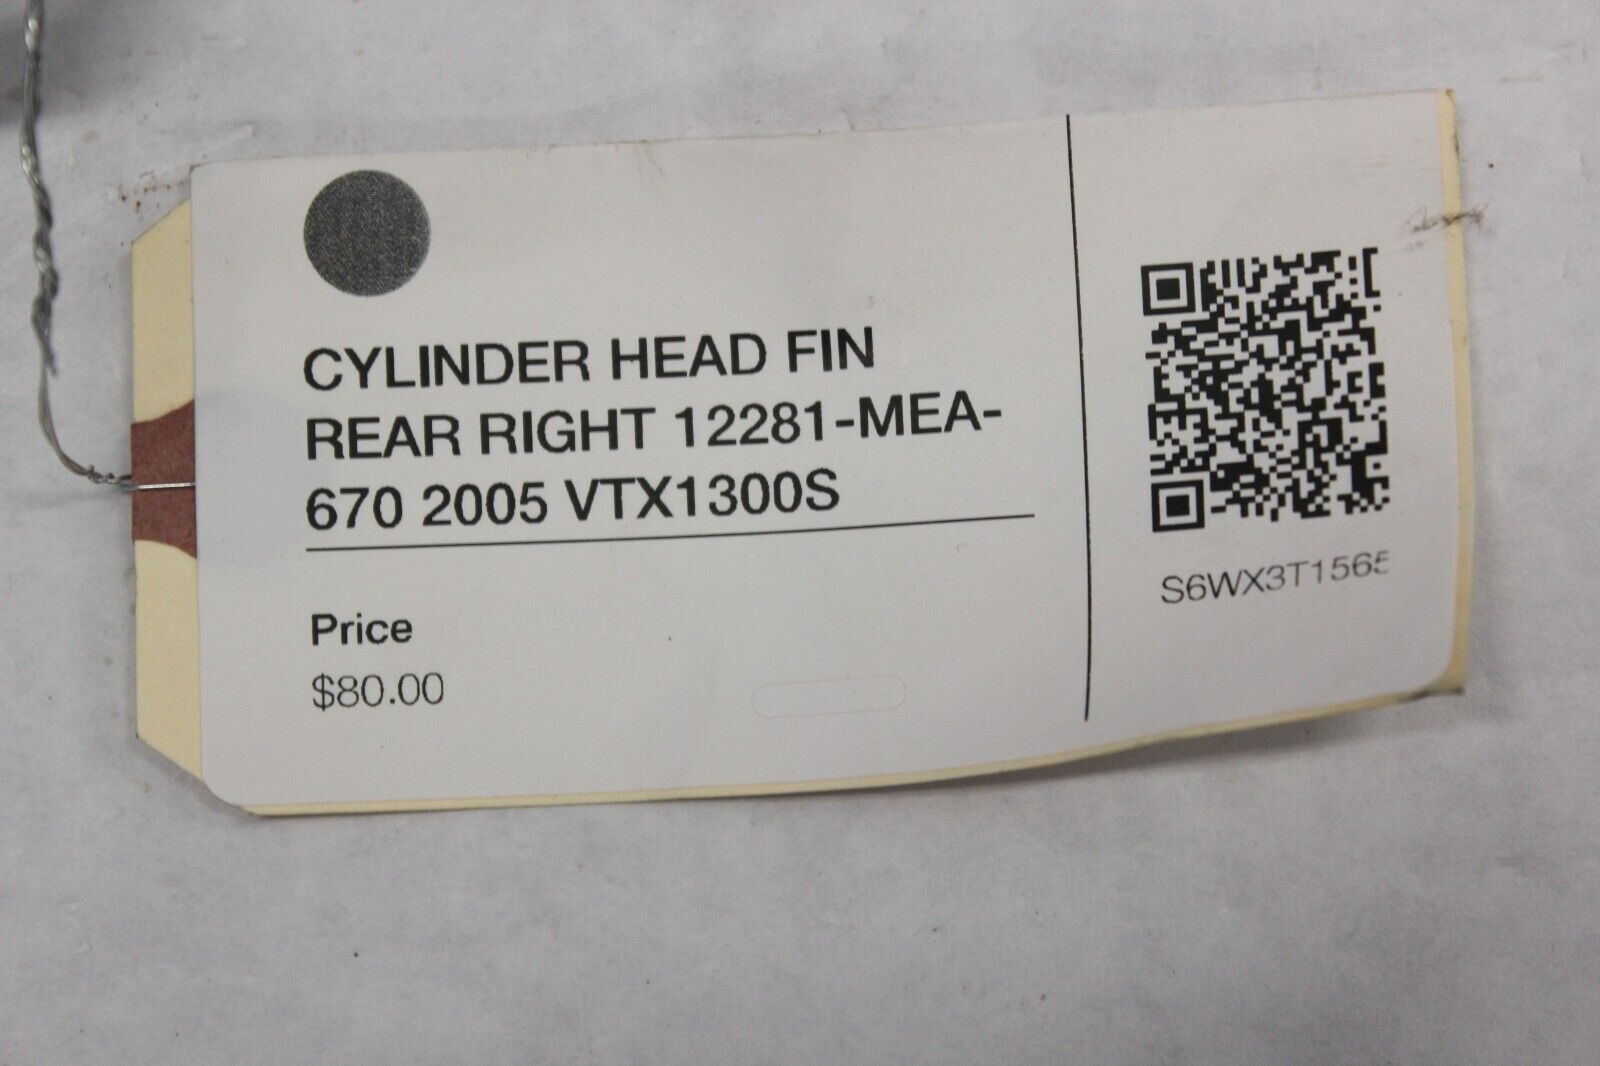 CYLINDER HEAD FIN
REAR RIGHT 12281-MEA-
670 2005 VTX1300S
Price
$80.00
S6WX3T1565